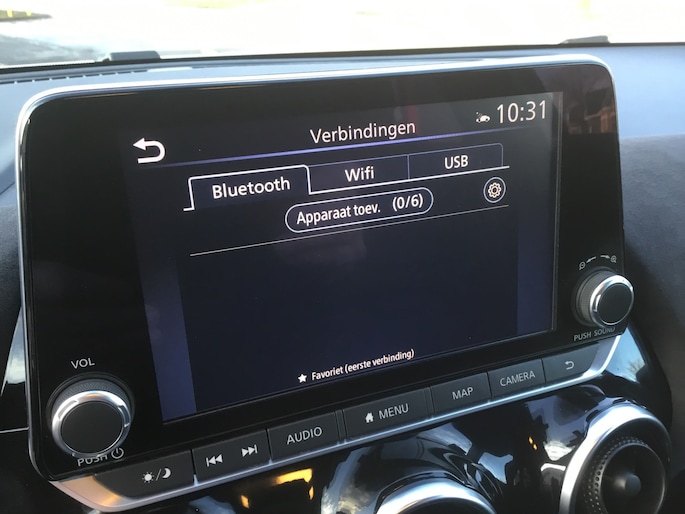 Verbindingen
10:31
Bluetooth
Wifi
USB
Apparaat toev. (0/6)
Favoriet (eerste verbinding)
VOL
PUSH
PUSH SOUND
AUDIO
MENU
MAP
CAMERA